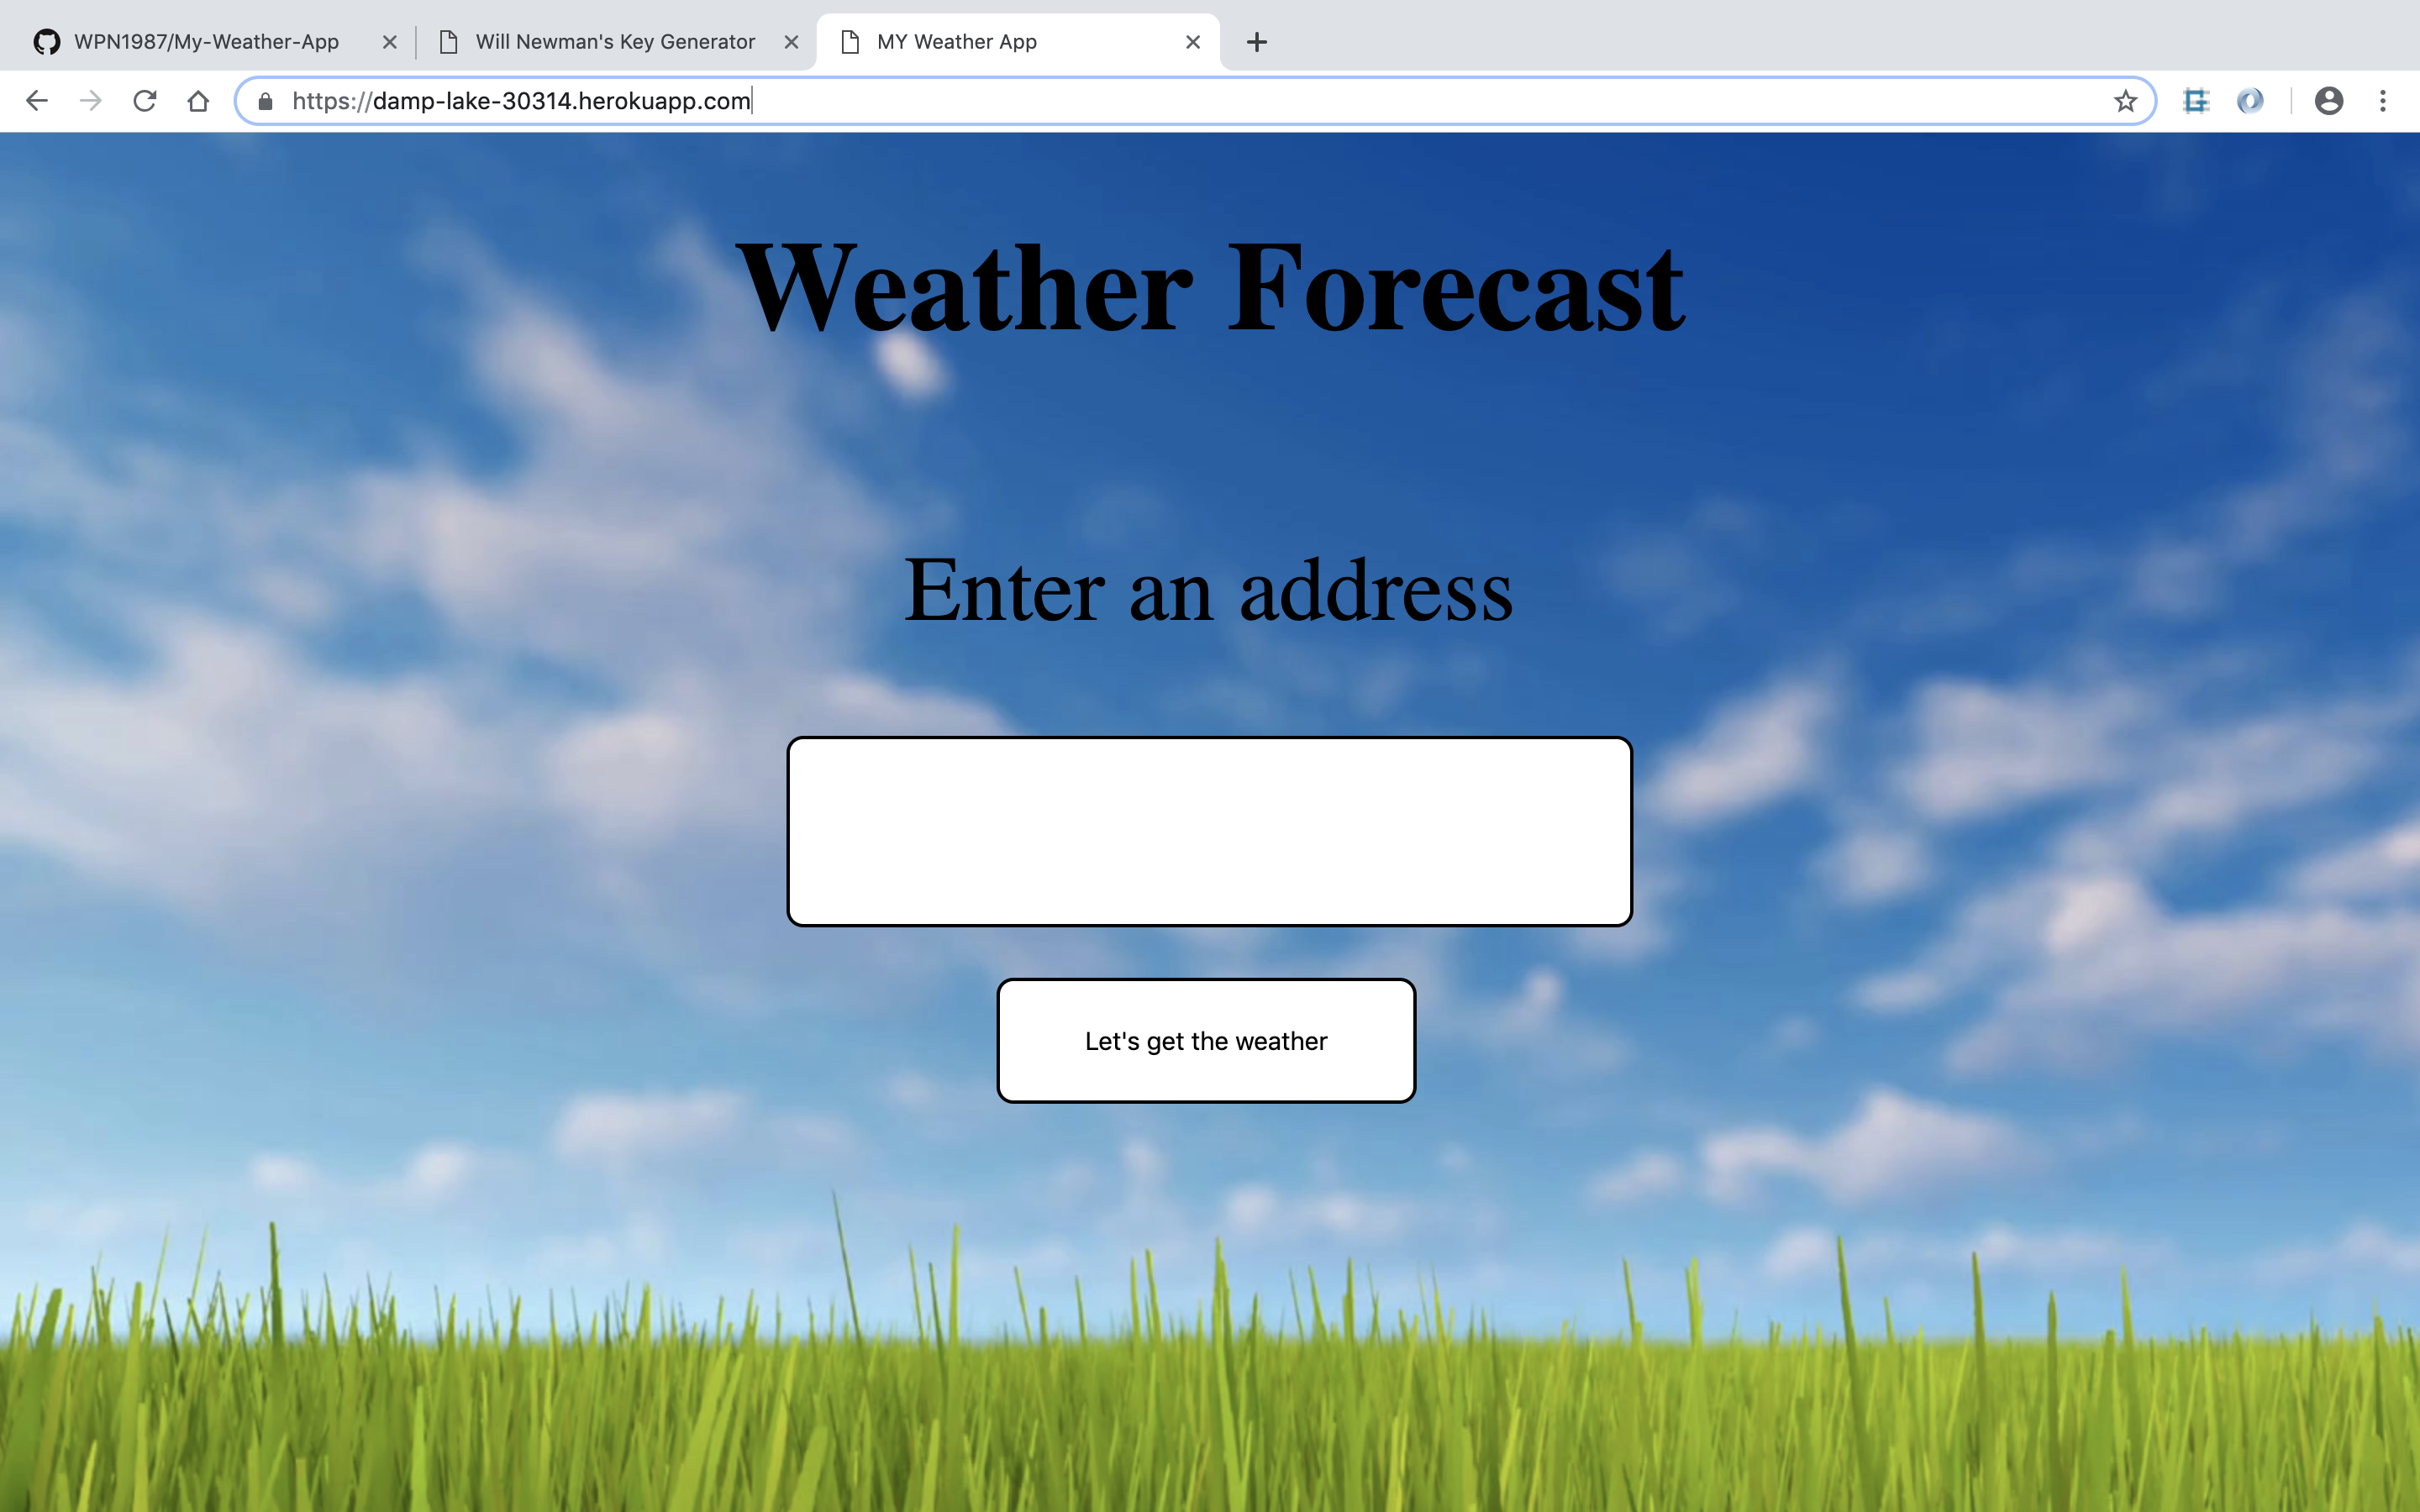 WPN1987/My-Weather-App
Will Newman's Key Generator
MY Weather App
https://damp-lake-30314.herokuapp.com
Weather Forecast
Enter an address
Let's get the weather